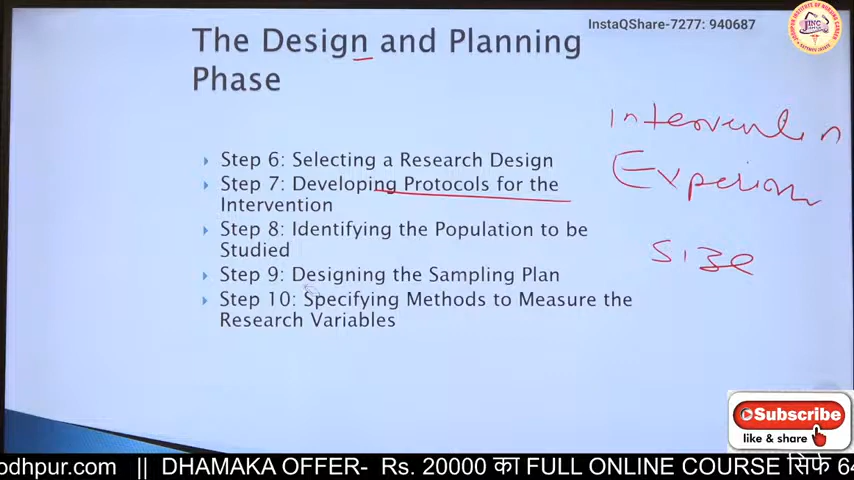 InstaQShare-7277: 940687
The Design and Planning
Phase
Step 6: Selecting a Research Design
Step 7: Developing Protocols for the
Intervention
Step 8: Identifying the Population to be
Studied
Step 9: Designing the Sampling Plan
Step 10: Specifying Methods to Measure the
Research Variables
Intervention
Size
Subscribe
like & share
odhpur.com || DHAMAKA OFFER- Rs. 20000 का FULL ONLINE COURSE सिर्फ 64